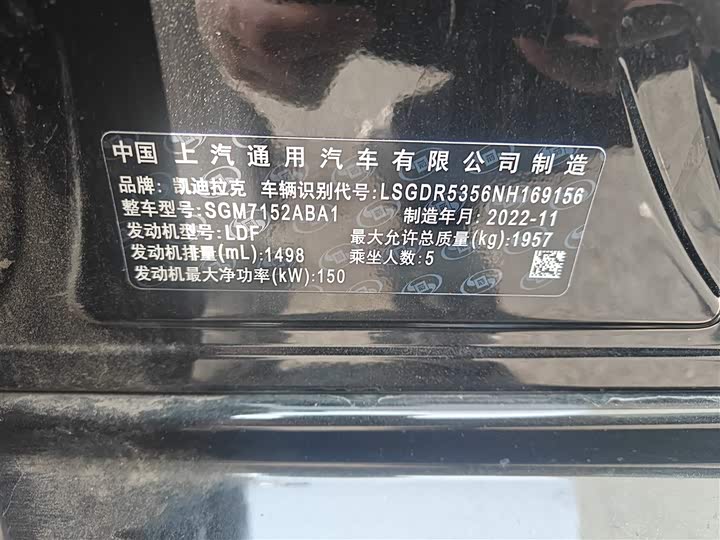 中国 上汽通用汽车有限公司制造
品牌: 凯迪拉克 车辆识别代号: LSGDR5356NH169156
整车型号: SGM7152ABA1 制造年月: 2022-11
发动机型号: LDF 最大允许总质量(kg):1957
发动机排量(mL):1498 乘坐人数:5
发动机最大净功率(kW):150